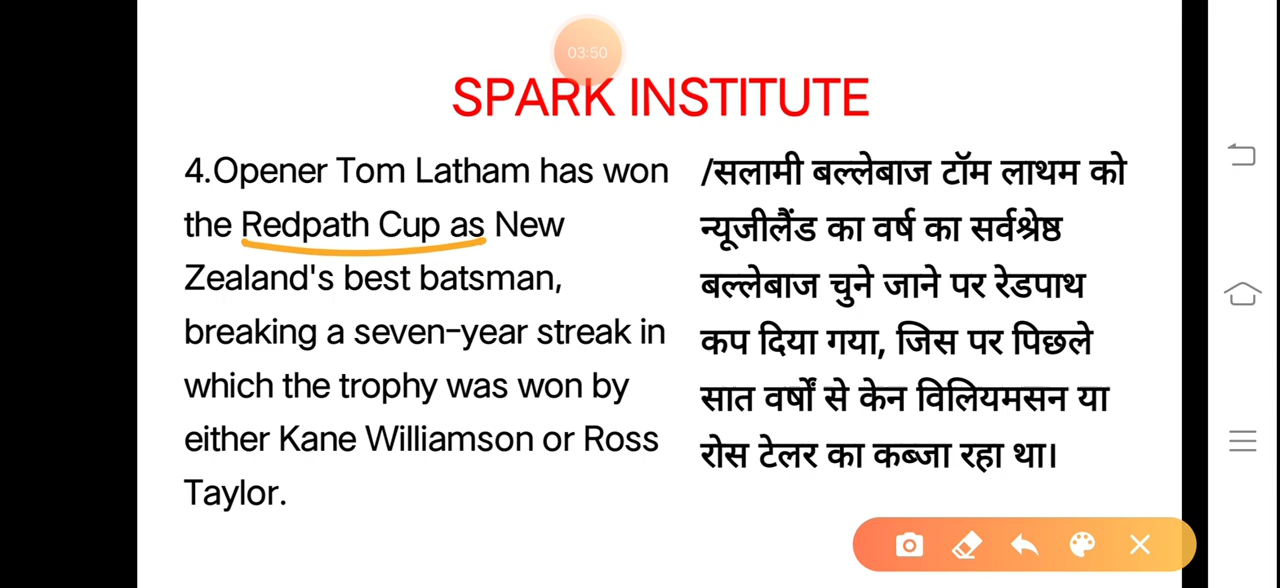 03:50
SPARK INSTITUTE
4.Opener Tom Latham has won
the Redpath Cup as New
Zealand's best batsman,
breaking a seven-year streak in
which the trophy was won by
either Kane Williamson or Ross
Taylor.
/सलामी बल्लेबाज टॉम लाथम को
न्यूजीलैंड का वर्ष का सर्वश्रेष्ठ
बल्लेबाज चुने जाने पर रेडपाथ
कप दिया गया, जिस पर पिछले
सात वर्षों से केन विलियमसन या
रोस टेलर का कब्जा रहा था।